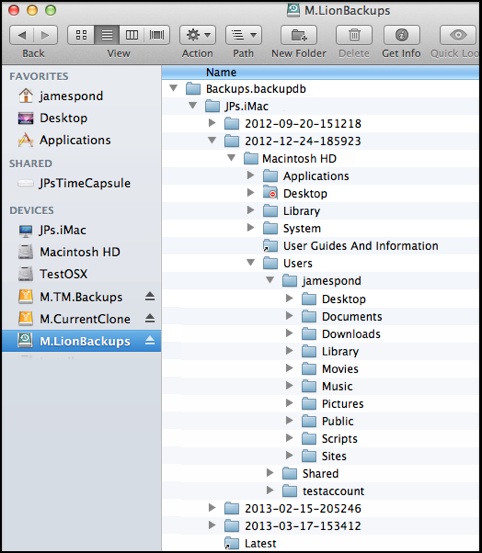 M.LionBackups
Back
View
Action
Path
New Folder
Delete
Get Info
Quick Loo
FAVORITES
jamespond
Desktop
Applications
SHARED
JPsTimeCapsule
DEVICES
JPs.iMac
Macintosh HD
TestOSX
M.TM.Backups
M.CurrentClone
M.LionBackups
Name
Backups.backupdb
JPs.iMac
2012-09-20-151218
2012-12-24-185923
Macintosh HD
Applications
Desktop
Library
System
User Guides And Information
Users
jamespond
Desktop
Documents
Downloads
Library
Movies
Music
Pictures
Public
Scripts
Sites
Shared
testaccount
2013-02-15-205246
2013-03-17-153412
Latest